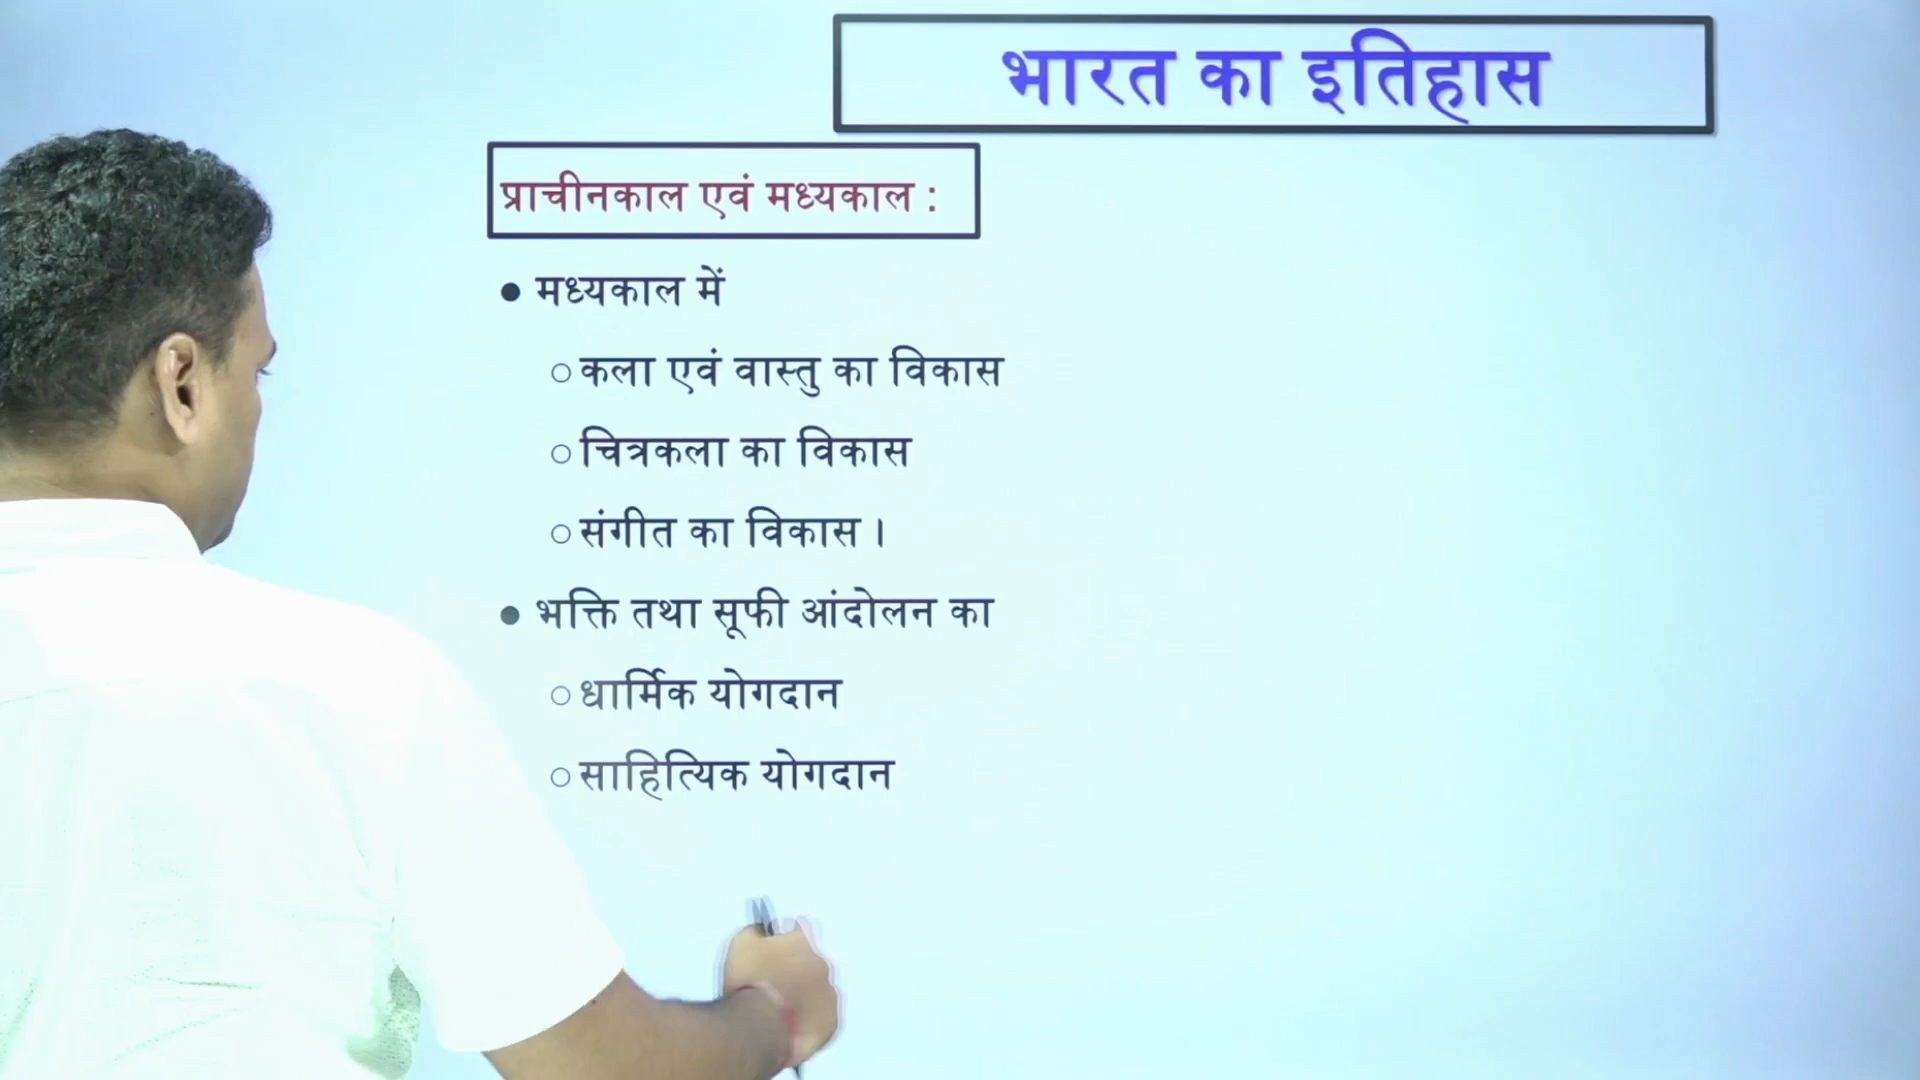 भारत का इतिहास
प्राचीनकाल एवं मध्यकाल :
● मध्यकाल में
○ कला एवं वास्तु का विकास
○ चित्रकला का विकास
○ संगीत का विकास ।
● भक्ति तथा सूफी आंदोलन का
○ धार्मिक योगदान
○ साहित्यिक योगदान